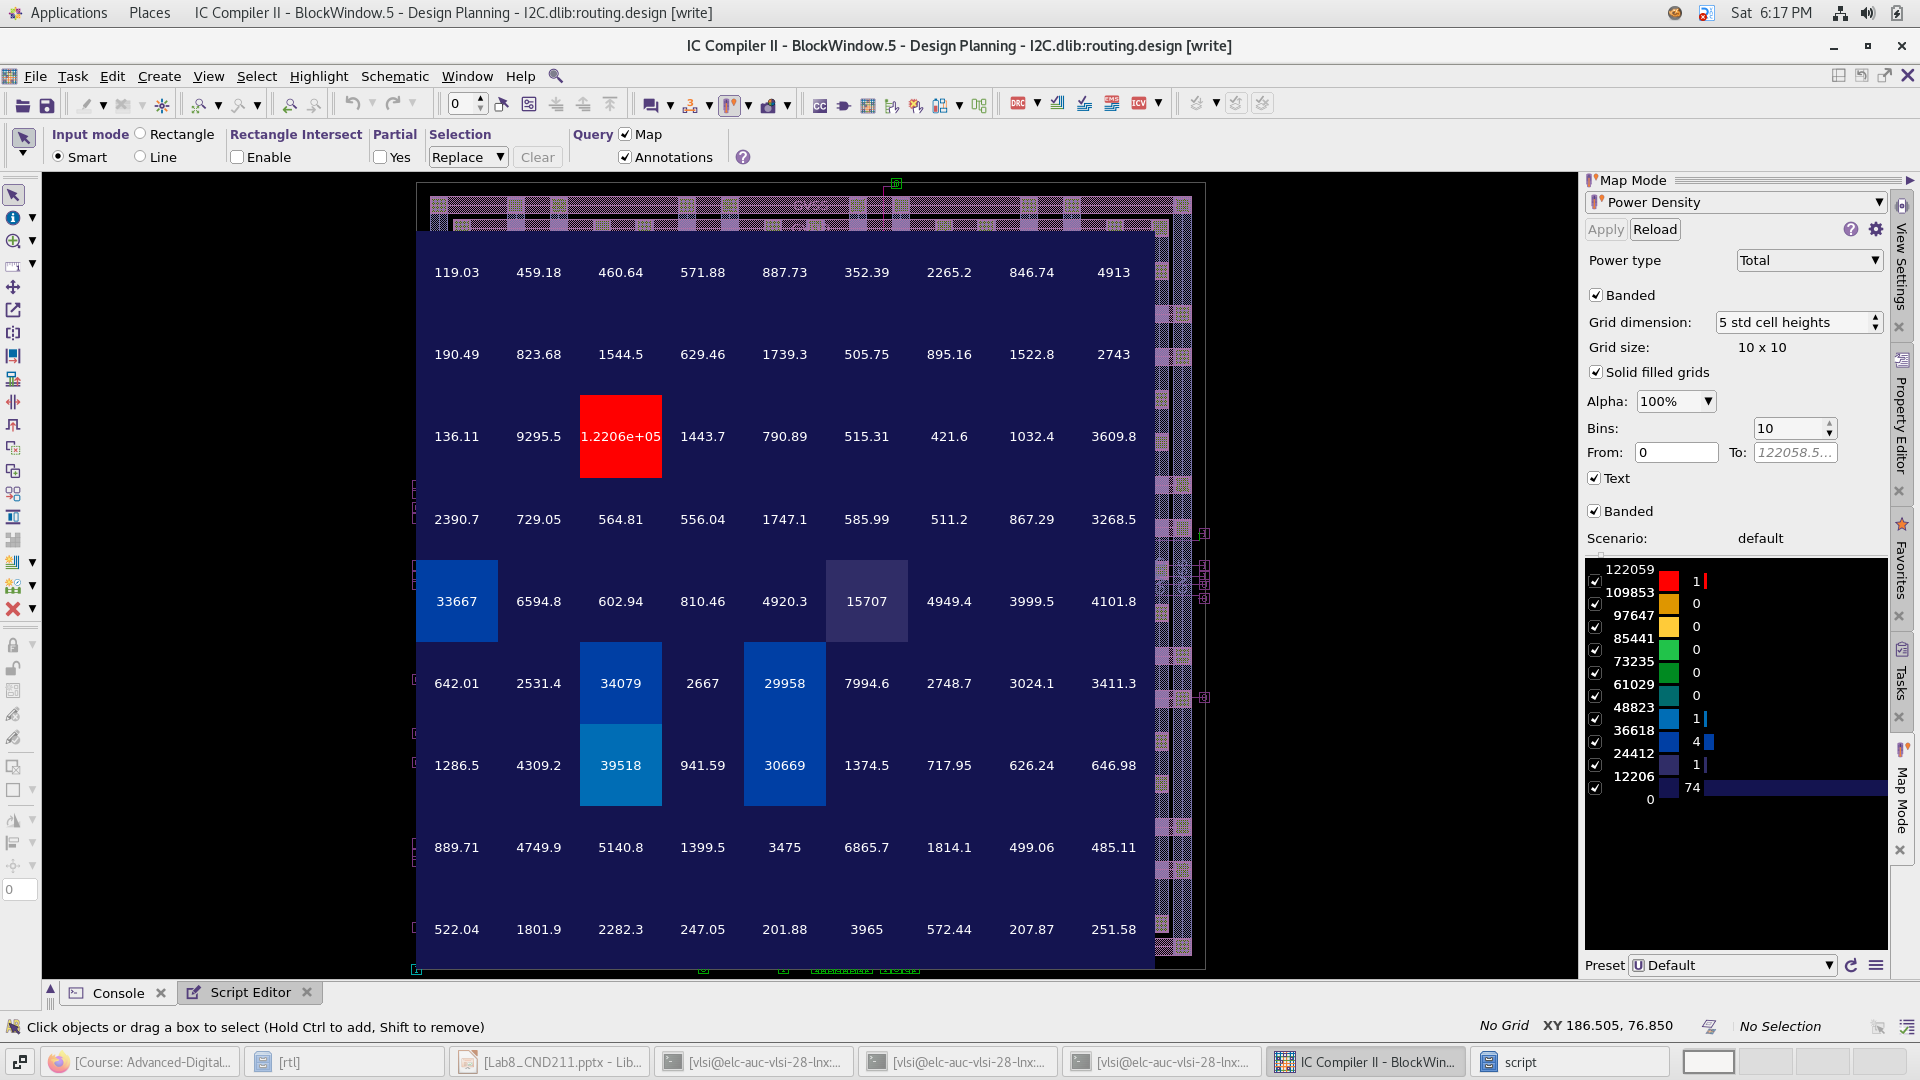 Applications Places IC Compiler II - BlockWindow.5 - Design Planning - I2C.dlib:routing.design [write] Sat 6:17 PM
IC Compiler II - BlockWindow.5 - Design Planning - I2C.dlib:routing.design [write]
File Task Edit Create View Select Highlight Schematic Window Help
0
DRC EMS ICV
Input mode Rectangle Rectangle Intersect Partial Selection Query Map
Smart Line Enable Yes Replace Clear Annotations
Map Mode
Power Density
Apply Reload
Power type Total
Banded
Grid dimension: 5 std cell heights
Grid size: 10 x 10
Solid filled grids
Alpha: 100%
Bins: 10
From: 0 To: 122058.5...
Text
Banded
Scenario: default
122059
1
109853
0
97647
0
85441
0
73235
0
61029
0
48823
1
36618
4
24412
1
12206
74
0
Preset Default
View Settings
Property Editor
Favorites
Tasks
Map Mode
119.03 459.18 460.64 571.88 887.73 352.39 2265.2 846.74 4913
190.49 823.68 1544.5 629.46 1739.3 505.75 895.16 1522.8 2743
136.11 9295.5 1.2206e+05 1443.7 790.89 515.31 421.6 1032.4 3609.8
2390.7 729.05 564.81 556.04 1747.1 585.99 511.2 867.29 3268.5
33667 6594.8 602.94 810.46 4920.3 15707 4949.4 3999.5 4101.8
642.01 2531.4 34079 2667 29958 7994.6 2748.7 3024.1 3411.3
1286.5 4309.2 39518 941.59 30669 1374.5 717.95 626.24 646.98
889.71 4749.9 5140.8 1399.5 3475 6865.7 1814.1 499.06 485.11
522.04 1801.9 2282.3 247.05 201.88 3965 572.44 207.87 251.58
0
Console Script Editor
Click objects or drag a box to select (Hold Ctrl to add, Shift to remove) No Grid XY 186.505, 76.850 No Selection
[Course: Advanced-Digital... [rtl] [Lab8_CND211.pptx - Lib... [vlsi@elc-auc-vlsi-28-lnx:... [vlsi@elc-auc-vlsi-28-lnx:... [vlsi@elc-auc-vlsi-28-lnx:... IC Compiler II - BlockWin... script